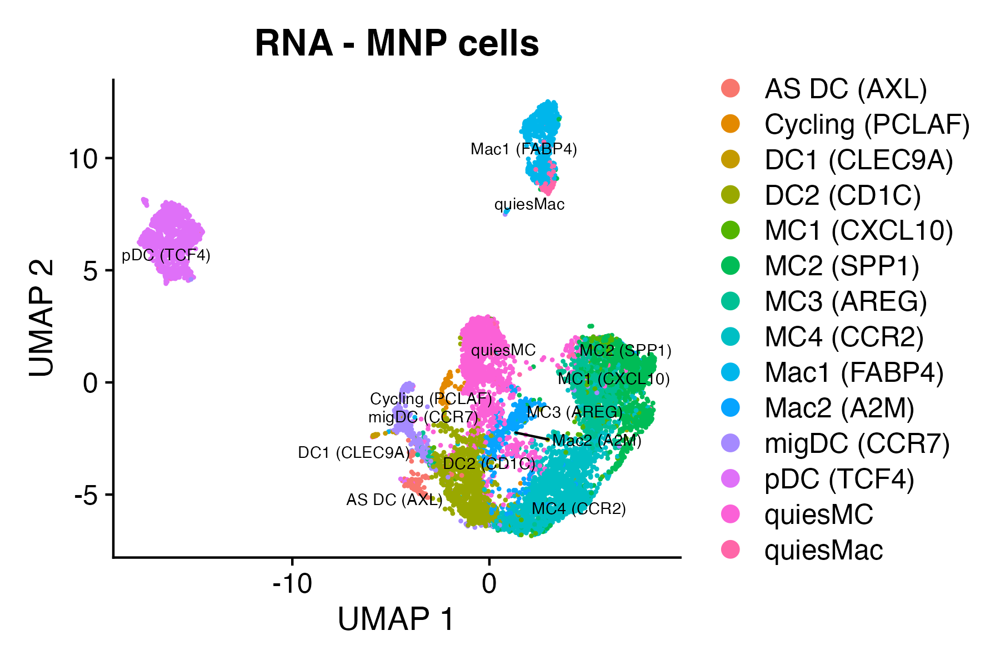 RNA - MNP cells
UMAP 2
10
5
0
-5
-10
0
UMAP 1
Mac1 (FABP4)
quiesMac
pDC (TCF4)
quiesMC
MC2 (SPP1)
MC1 (CXCL10)
Cycling (PCLAF)
MC3 (AREG)
migDC (CCR7)
Mac2 (A2M)
DC1 (CLEC9A)
DC2 (CD1C)
AS DC (AXL)
MC4 (CCR2)
AS DC (AXL)
Cycling (PCLAF)
DC1 (CLEC9A)
DC2 (CD1C)
MC1 (CXCL10)
MC2 (SPP1)
MC3 (AREG)
MC4 (CCR2)
Mac1 (FABP4)
Mac2 (A2M)
migDC (CCR7)
pDC (TCF4)
quiesMC
quiesMac